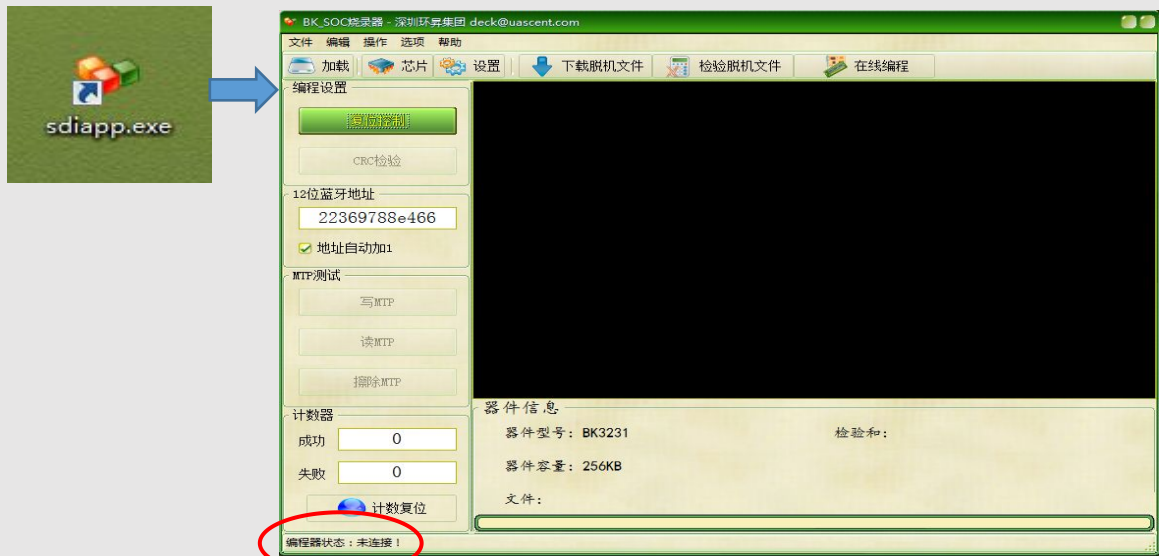 sdiapp.exe
BK_SOC烧录器 - 深圳环昇集团 deck@uascent.com
文件 编辑 操作 选项 帮助
加载 芯片 设置 下载脱机文件 检验脱机文件 在线编程
编程设置
复位控制
CRC检验
12位蓝牙地址
22369788e466
地址自动加1
MTP测试
写MTP
读MTP
擦除MTP
计数器
成功 0
失败 0
计数复位
器件信息
器件型号: BK3231 检验和:
器件容量: 256KB
文件:
编程器状态：未连接！